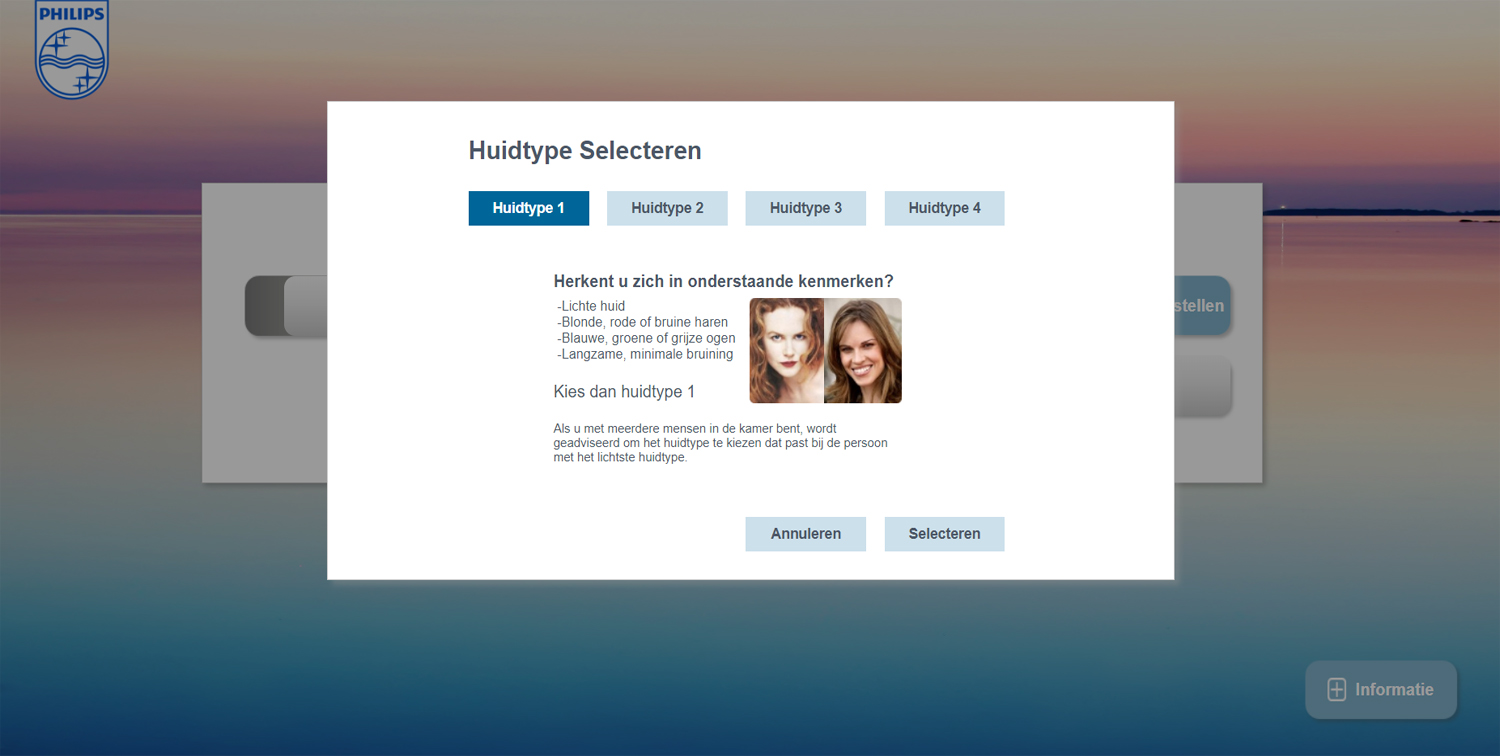 PHILIPS
Huidtype Selecteren
Huidtype 1
Huidtype 2
Huidtype 3
Huidtype 4
Herkent u zich in onderstaande kenmerken?
-Lichte huid
-Blonde, rode of bruine haren
-Blauwe, groene of grijze ogen
-Langzame, minimale bruining
Kies dan huidtype 1
Als u met meerdere mensen in de kamer bent, wordt
geadviseerd om het huidtype te kiezen dat past bij de persoon
met het lichtste huidtype.
stellen
Annuleren
Selecteren
Informatie